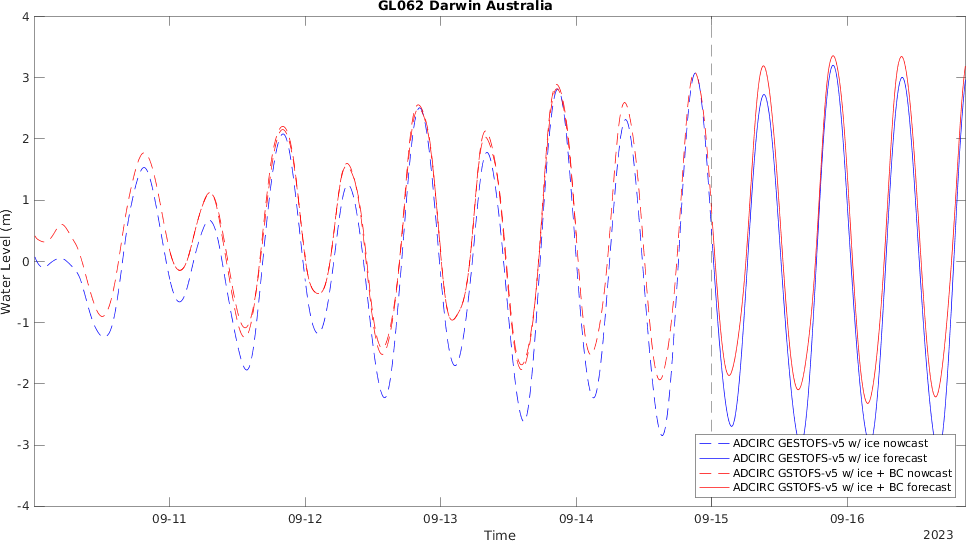 GL062 Darwin Australia
4
3
2
1
0
-1
-2
-3
-4
Water Level (m)
ADCIRC GESTOFS-v5 w/ ice nowcast
ADCIRC GESTOFS-v5 w/ ice forecast
ADCIRC GSTOFS-v5 w/ ice + BC nowcast
ADCIRC GSTOFS-v5 w/ ice + BC forecast
09-11 09-12 09-13 09-14 09-15 09-16
Time
2023